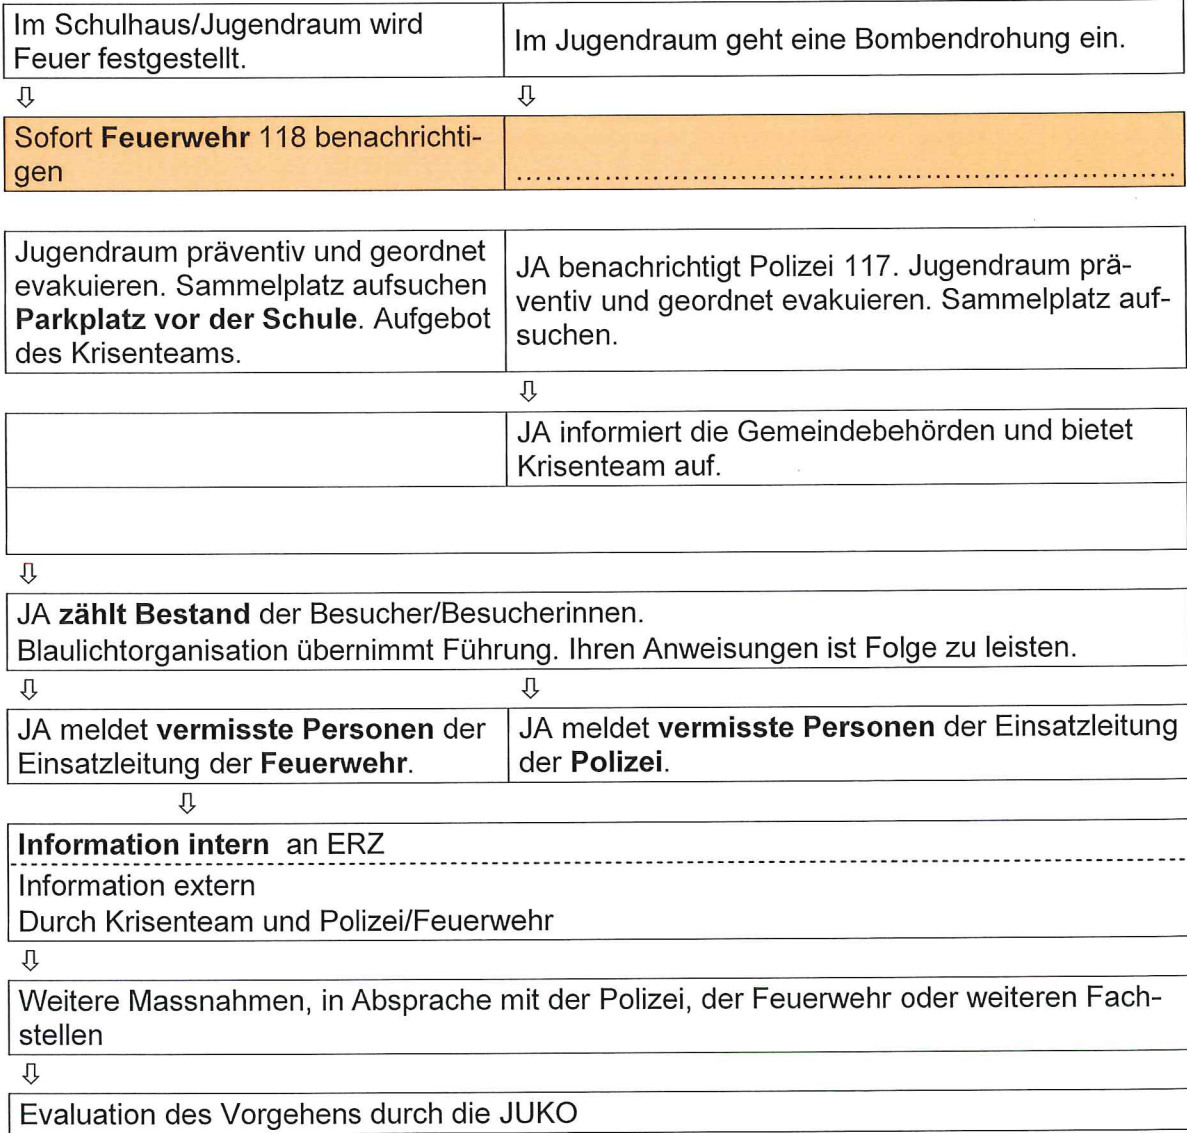 Im Schulhaus/Jugendraum wird
Feuer festgestellt.
Im Jugendraum geht eine Bombendrohung ein.
⇩ ⇩
Sofort Feuerwehr 118 benachrichti-
gen
……………………………………………………………………
Jugendraum präventiv und geordnet
evakuieren. Sammelplatz aufsuchen
Parkplatz vor der Schule. Aufgebot
des Krisenteams.
JA benachrichtigt Polizei 117. Jugendraum prä-
ventiv und geordnet evakuieren. Sammelplatz auf-
suchen.
⇩
JA informiert die Gemeindebehörden und bietet
Krisenteam auf.
⇩
JA zählt Bestand der Besucher/Besucherinnen.
Blaulichtorganisation übernimmt Führung. Ihren Anweisungen ist Folge zu leisten.
⇩ ⇩
JA meldet vermisste Personen der
Einsatzleitung der Feuerwehr.
JA meldet vermisste Personen der Einsatzleitung
der Polizei.
⇩
Information intern an ERZ
Information extern
Durch Krisenteam und Polizei/Feuerwehr
⇩
Weitere Massnahmen, in Absprache mit der Polizei, der Feuerwehr oder weiteren Fach-
stellen
⇩
Evaluation des Vorgehens durch die JUKO